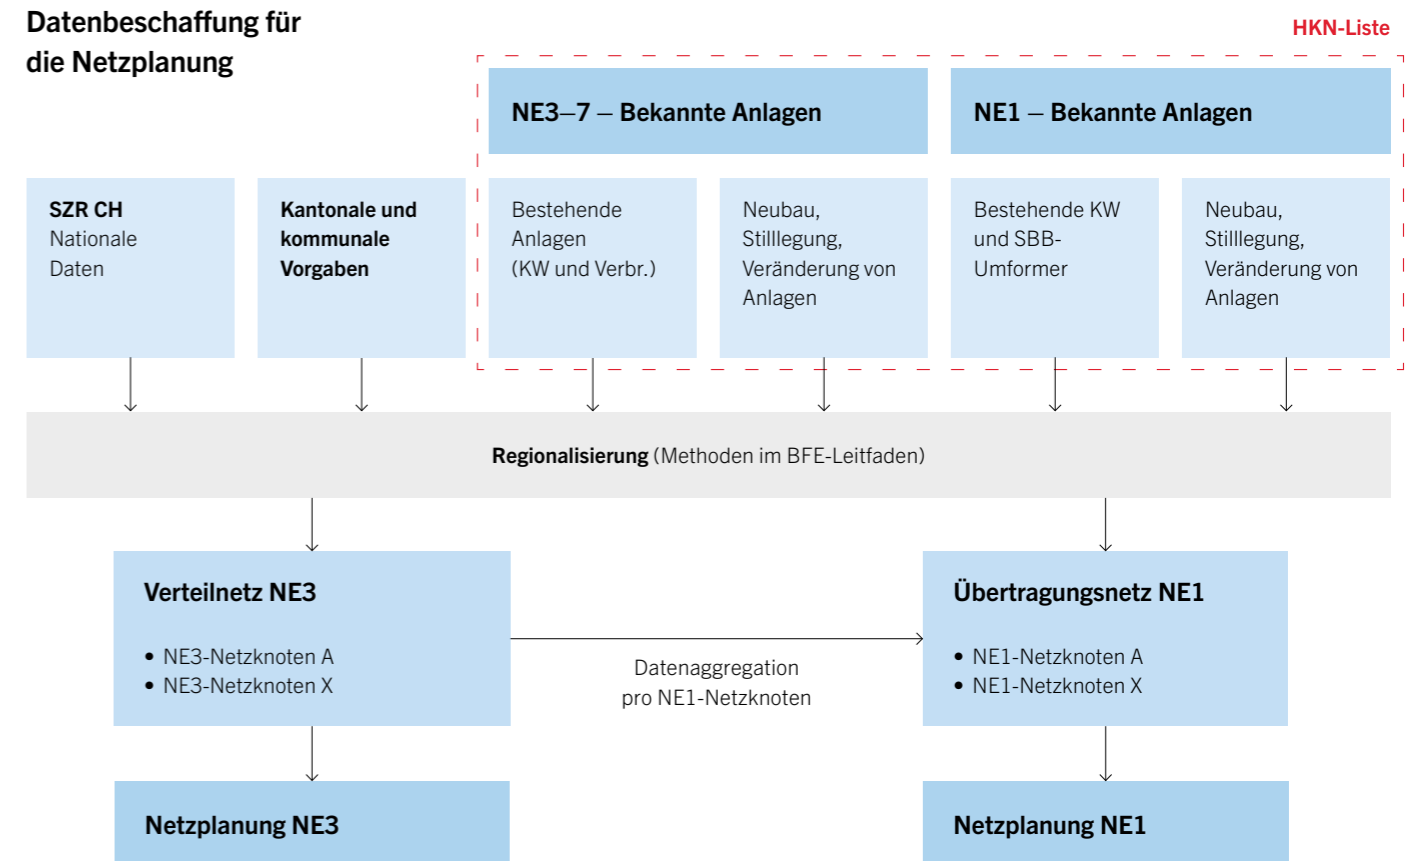 Datenbeschaffung für
die Netzplanung
HKN-Liste
NE3–7 – Bekannte Anlagen
NE1 – Bekannte Anlagen
SZR CH
Nationale
Daten
Kantonale und
kommunale
Vorgaben
Bestehende
Anlagen
(KW und Verbr.)
Neubau,
Stilllegung,
Veränderung von
Anlagen
Bestehende KW
und SBB-
Umformer
Neubau,
Stilllegung,
Veränderung von
Anlagen
Regionalisierung (Methoden im BFE-Leitfaden)
Verteilnetz NE3
• NE3-Netzknoten A
• NE3-Netzknoten X
Datenaggregation
pro NE1-Netzknoten
Übertragungsnetz NE1
• NE1-Netzknoten A
• NE1-Netzknoten X
Netzplanung NE3
Netzplanung NE1